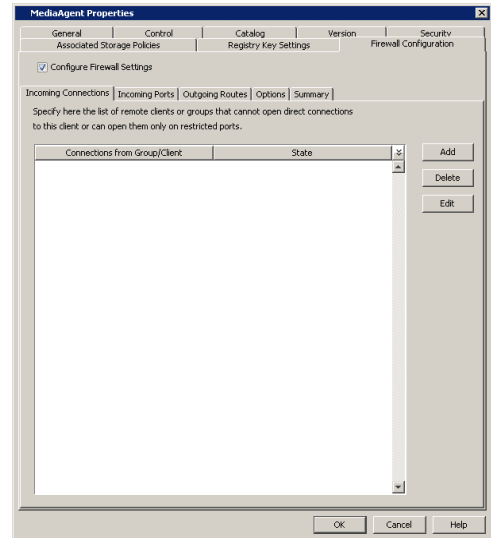 MediaAgent Properties
General Control Catalog Version Security
Associated Storage Policies Registry Key Settings Firewall Configuration
Configure Firewall Settings
Incoming Connections Incoming Ports Outgoing Routes Options Summary
Specify here the list of remote clients or groups that cannot open direct connections
to this client or can open them only on restricted ports.
Connections from Group/Client State
Add
Delete
Edit
OK Cancel Help